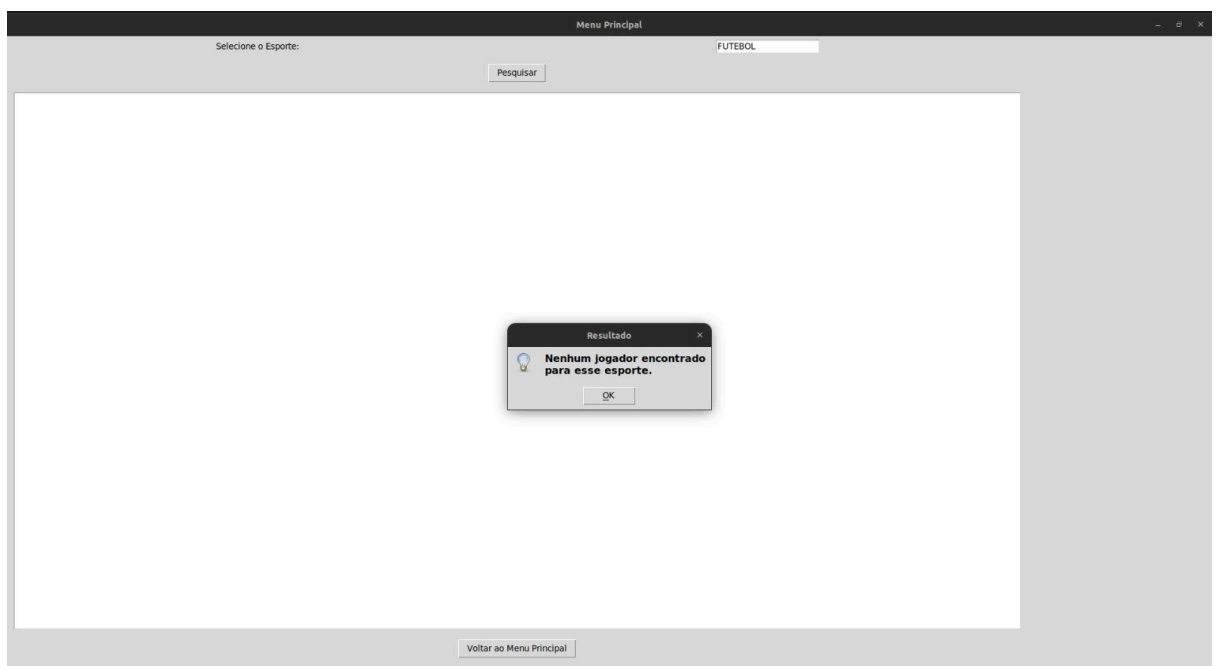 Menu Principal
Selecione o Esporte:
FUTEBOL
Pesquisar
Resultado
Nenhum jogador encontrado
para esse esporte.
OK
Voltar ao Menu Principal